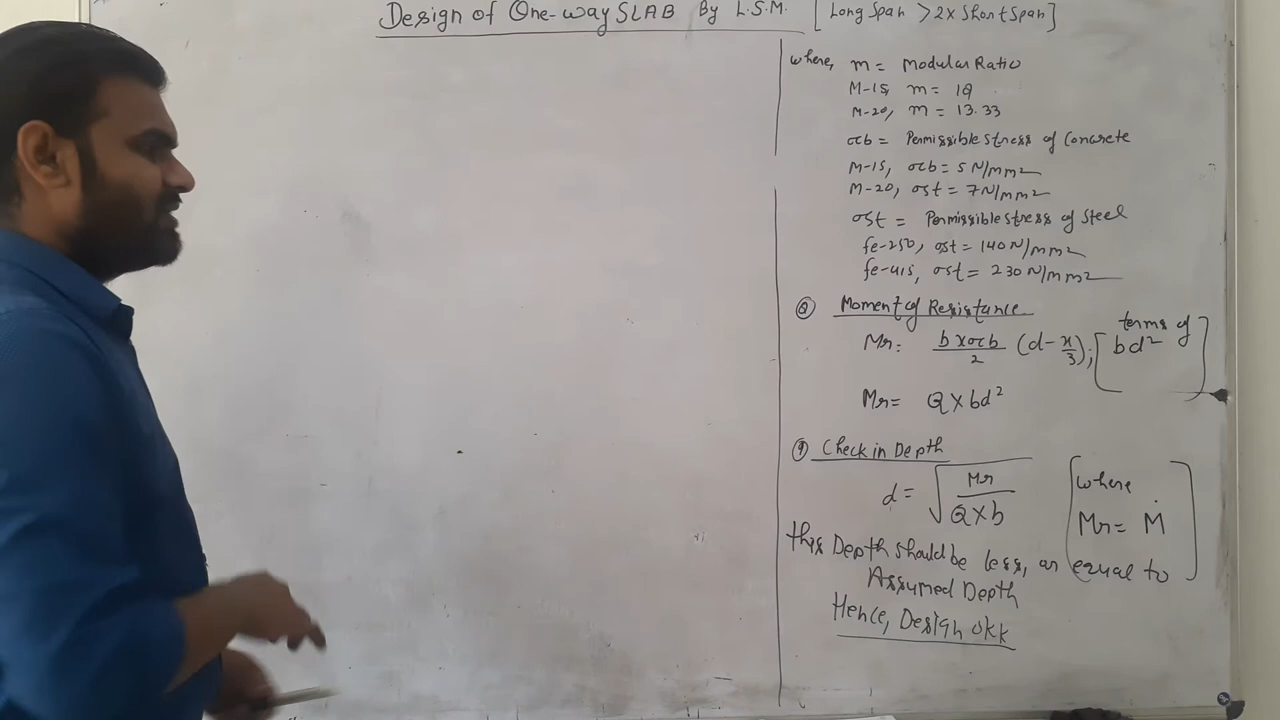 Design of One-way SLAB By L.S.M. [Long Span > 2x Short Span]
where, m = Modular Ratio
M-15, m = 19
M-20, m = 13.33
σcb = Permissible stress of Concrete
M-15, σcb = 5 N/mm2
M-20, σst = 7 N/mm2
σst = Permissible stress of steel
fe-250, σst = 140 N/mm2
fe-415, σst = 230 N/mm2
⑧ Moment of Resistance
Mr: b x σcb / 2 (d - x/3); [terms of bd²]
Mr = Q x bd²
⑨ Check in Depth
d = √(Mr / Q x b) [where Mr = M]
this Depth should be less, or equal to
Assumed Depth
Hence, Design okk